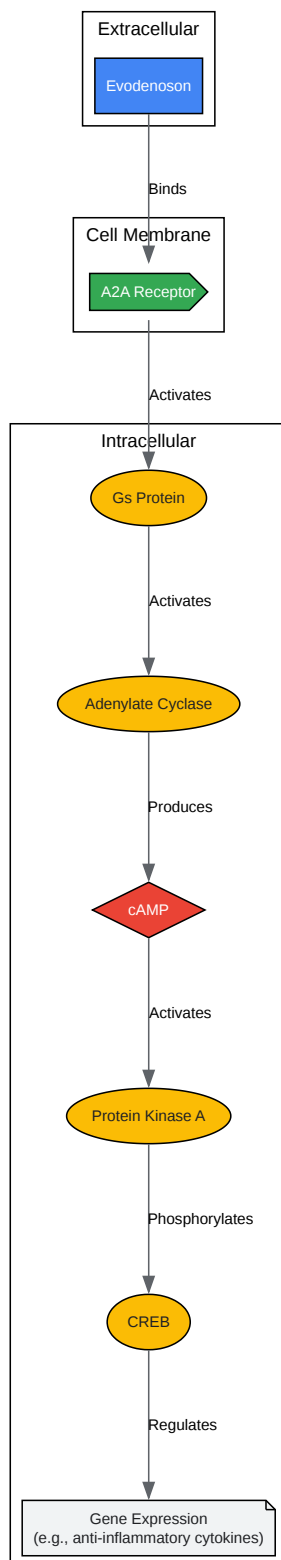 Extracellular
Evodenoson
Binds
Cell Membrane
A2A Receptor
Activates
Intracellular
Gs Protein
Activates
Adenylate Cyclase
Produces
cAMP
Activates
Protein Kinase A
Phosphorylates
CREB
Regulates
Gene Expression
(e.g., anti-inflammatory cytokines)